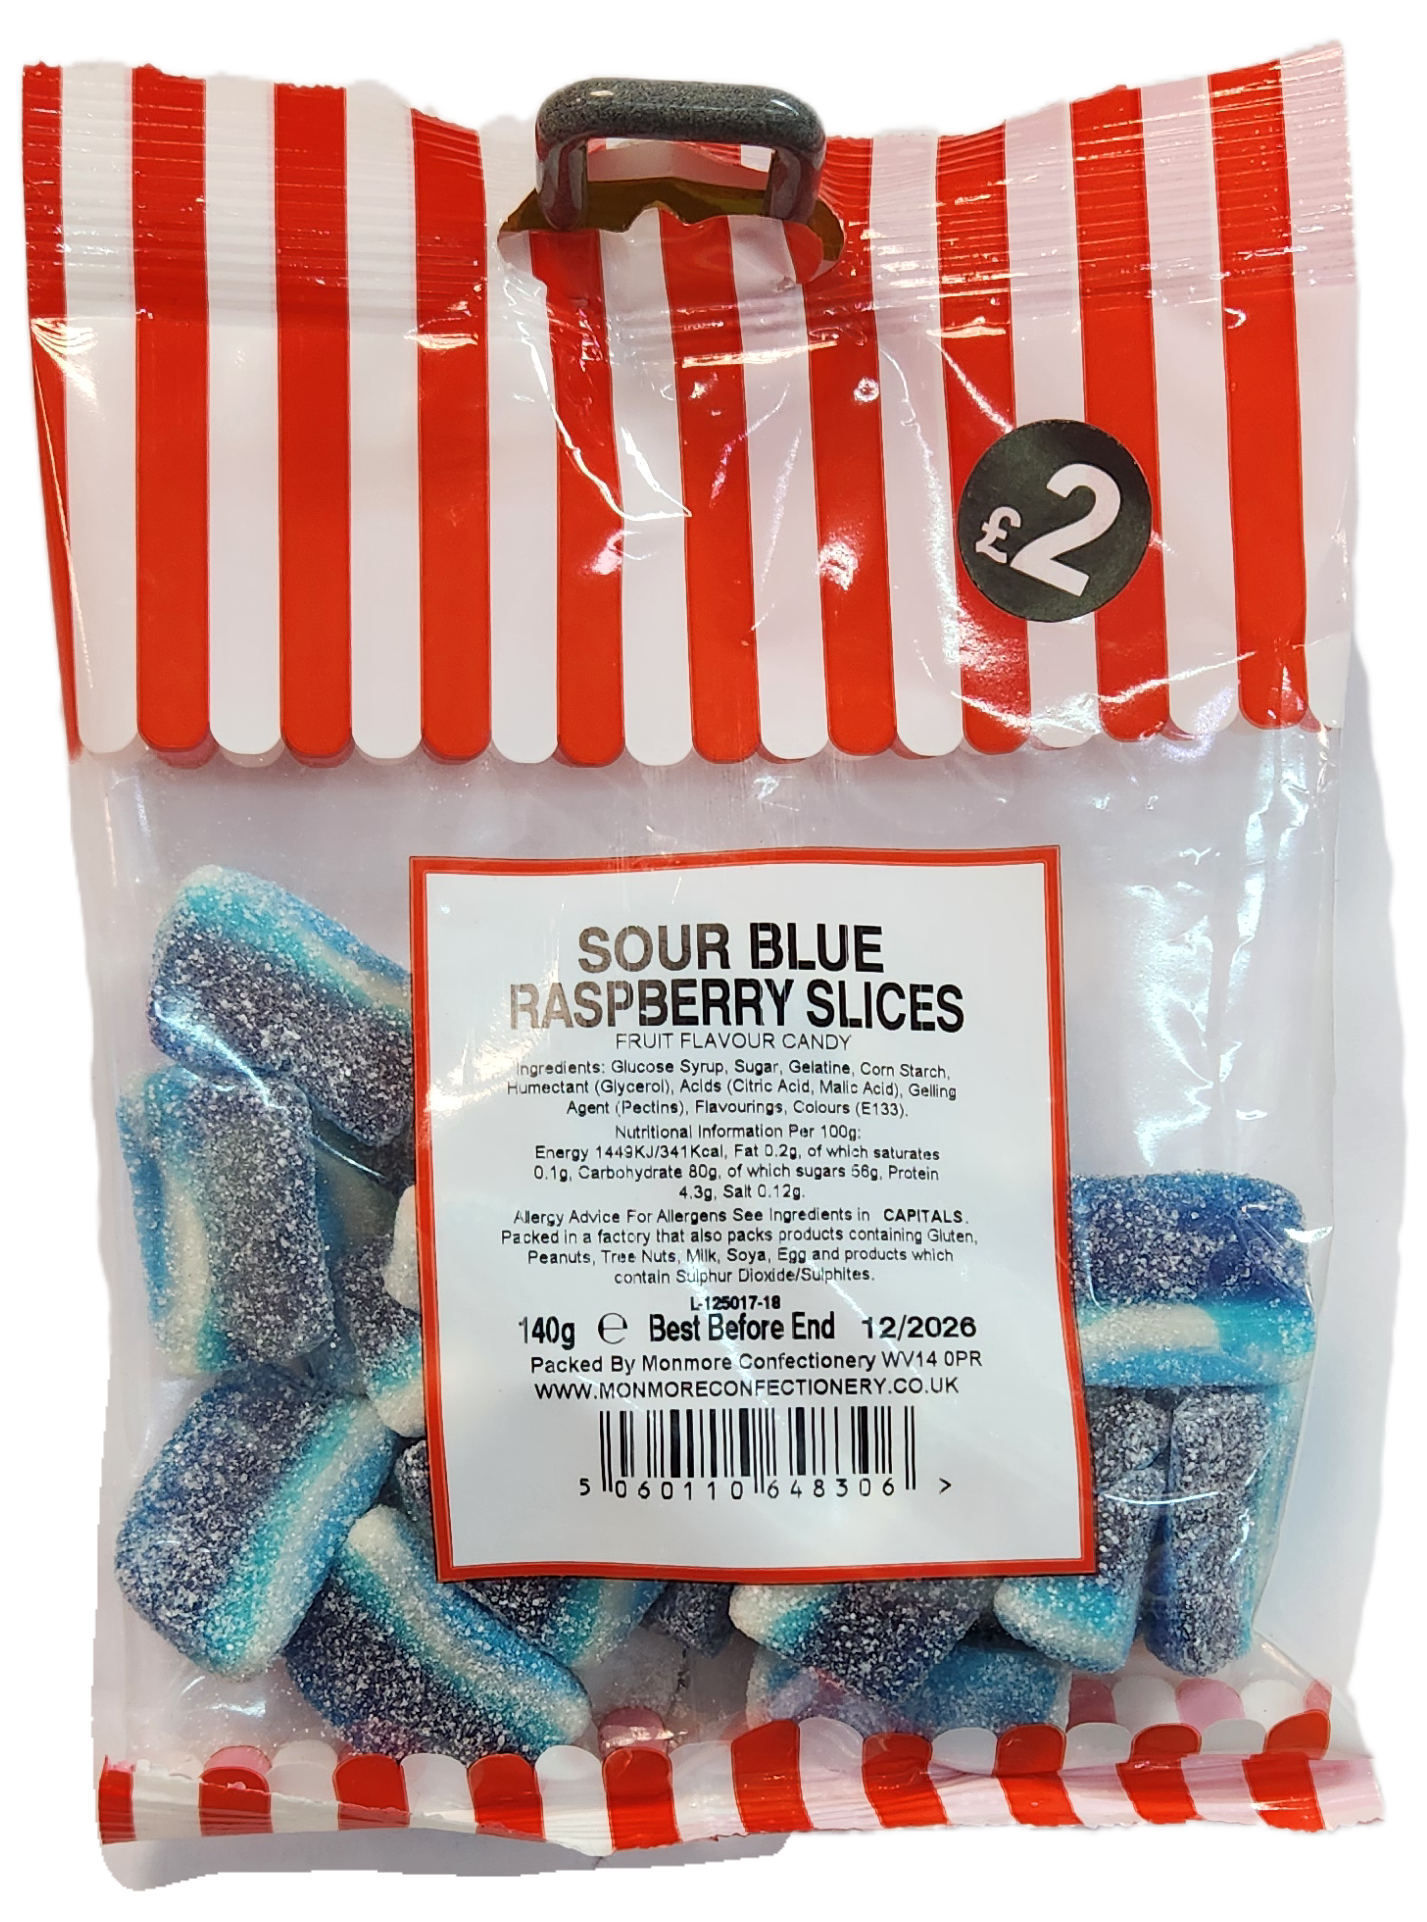 £2
SOUR BLUE
RASPBERRY SLICES
FRUIT FLAVOUR CANDY
Ingredients: Glucose Syrup, Sugar, Gelatine, Corn Starch,
Humectant (Glycerol), Acids (Citric Acid, Malic Acid), Gelling
Agent (Pectins), Flavourings, Colours (E133).
Nutritional Information Per 100g:
Energy 1449KJ/341Kcal, Fat 0.2g, of which saturates
0.1g, Carbohydrate 80g, of which sugars 56g, Protein
4.3g, Salt 0.12g.
Allergy Advice For Allergens See Ingredients in CAPITALS.
Packed in a factory that also packs products containing Gluten,
Peanuts, Tree Nuts, Milk, Soya, Egg and products which
contain Sulphur Dioxide/Sulphites.
L-125017-18
140g ℮ Best Before End 12/2026
Packed By Monmore Confectionery WV14 0PR
WWW.MONMORECONFECTIONERY.CO.UK
5 060110 648306 >